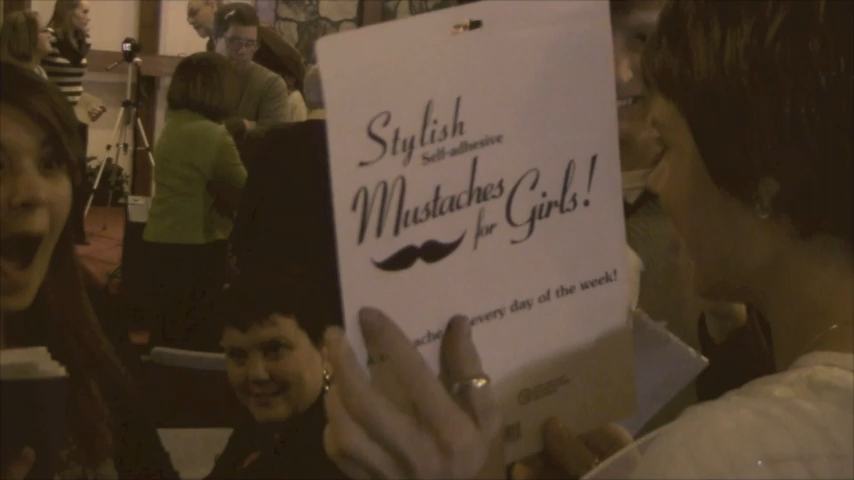 Stylish
Self-adhesive
Mustaches
for Girls!
every day of the week!